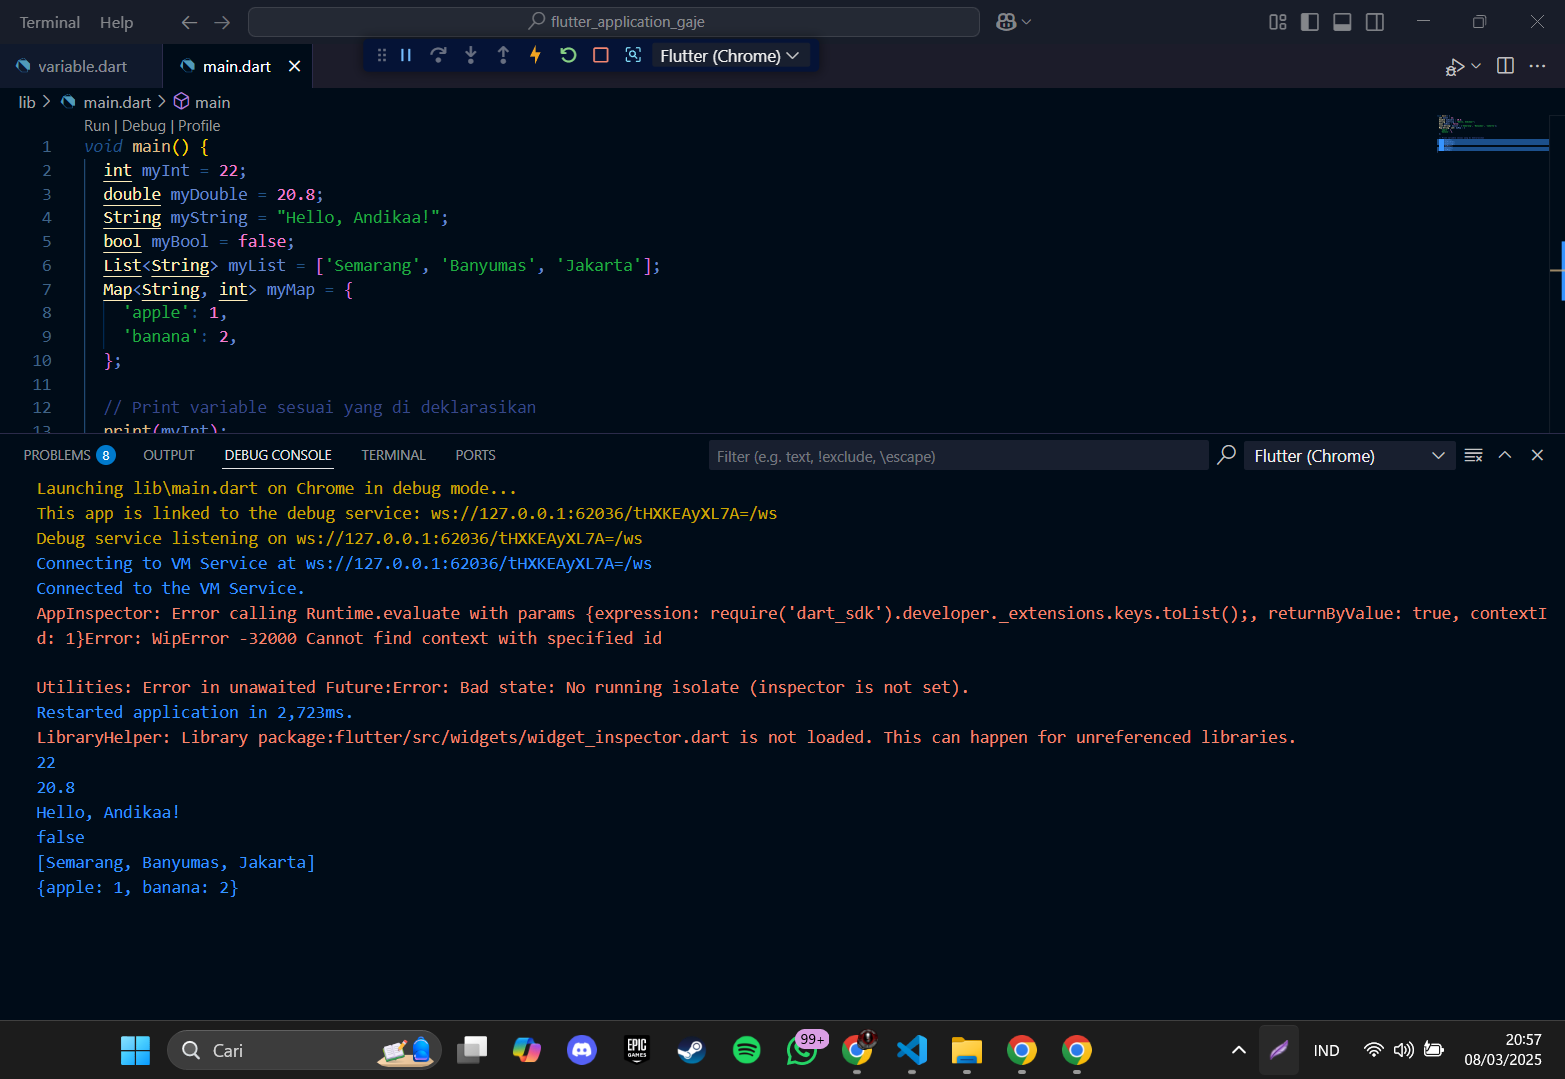 Terminal Help flutter_application_gaje
variable.dart main.dart Flutter (Chrome)
lib > main.dart > main
Run | Debug | Profile
1 void main() {
2 int myInt = 22;
3 double myDouble = 20.8;
4 String myString = "Hello, Andikaa!";
5 bool myBool = false;
6 List<String> myList = ['Semarang', 'Banyumas', 'Jakarta'];
7 Map<String, int> myMap = {
8 'apple': 1,
9 'banana': 2,
10 };
11
12 // Print variable sesuai yang di deklarasikan
13 print(myInt);
PROBLEMS 8 OUTPUT DEBUG CONSOLE TERMINAL PORTS Filter (e.g. text, !exclude, \escape) Flutter (Chrome)
Launching lib\main.dart on Chrome in debug mode...
This app is linked to the debug service: ws://127.0.0.1:62036/tHXKEAyXL7A=/ws
Debug service listening on ws://127.0.0.1:62036/tHXKEAyXL7A=/ws
Connecting to VM Service at ws://127.0.0.1:62036/tHXKEAyXL7A=/ws
Connected to the VM Service.
AppInspector: Error calling Runtime.evaluate with params {expression: require('dart_sdk').developer._extensions.keys.toList();, returnByValue: true, contextI
d: 1}Error: WipError -32000 Cannot find context with specified id
Utilities: Error in unawaited Future:Error: Bad state: No running isolate (inspector is not set).
Restarted application in 2,723ms.
LibraryHelper: Library package:flutter/src/widgets/widget_inspector.dart is not loaded. This can happen for unreferenced libraries.
22
20.8
Hello, Andikaa!
false
[Semarang, Banyumas, Jakarta]
{apple: 1, banana: 2}
Cari EPIC GAMES 99+ IND 20:57
08/03/2025